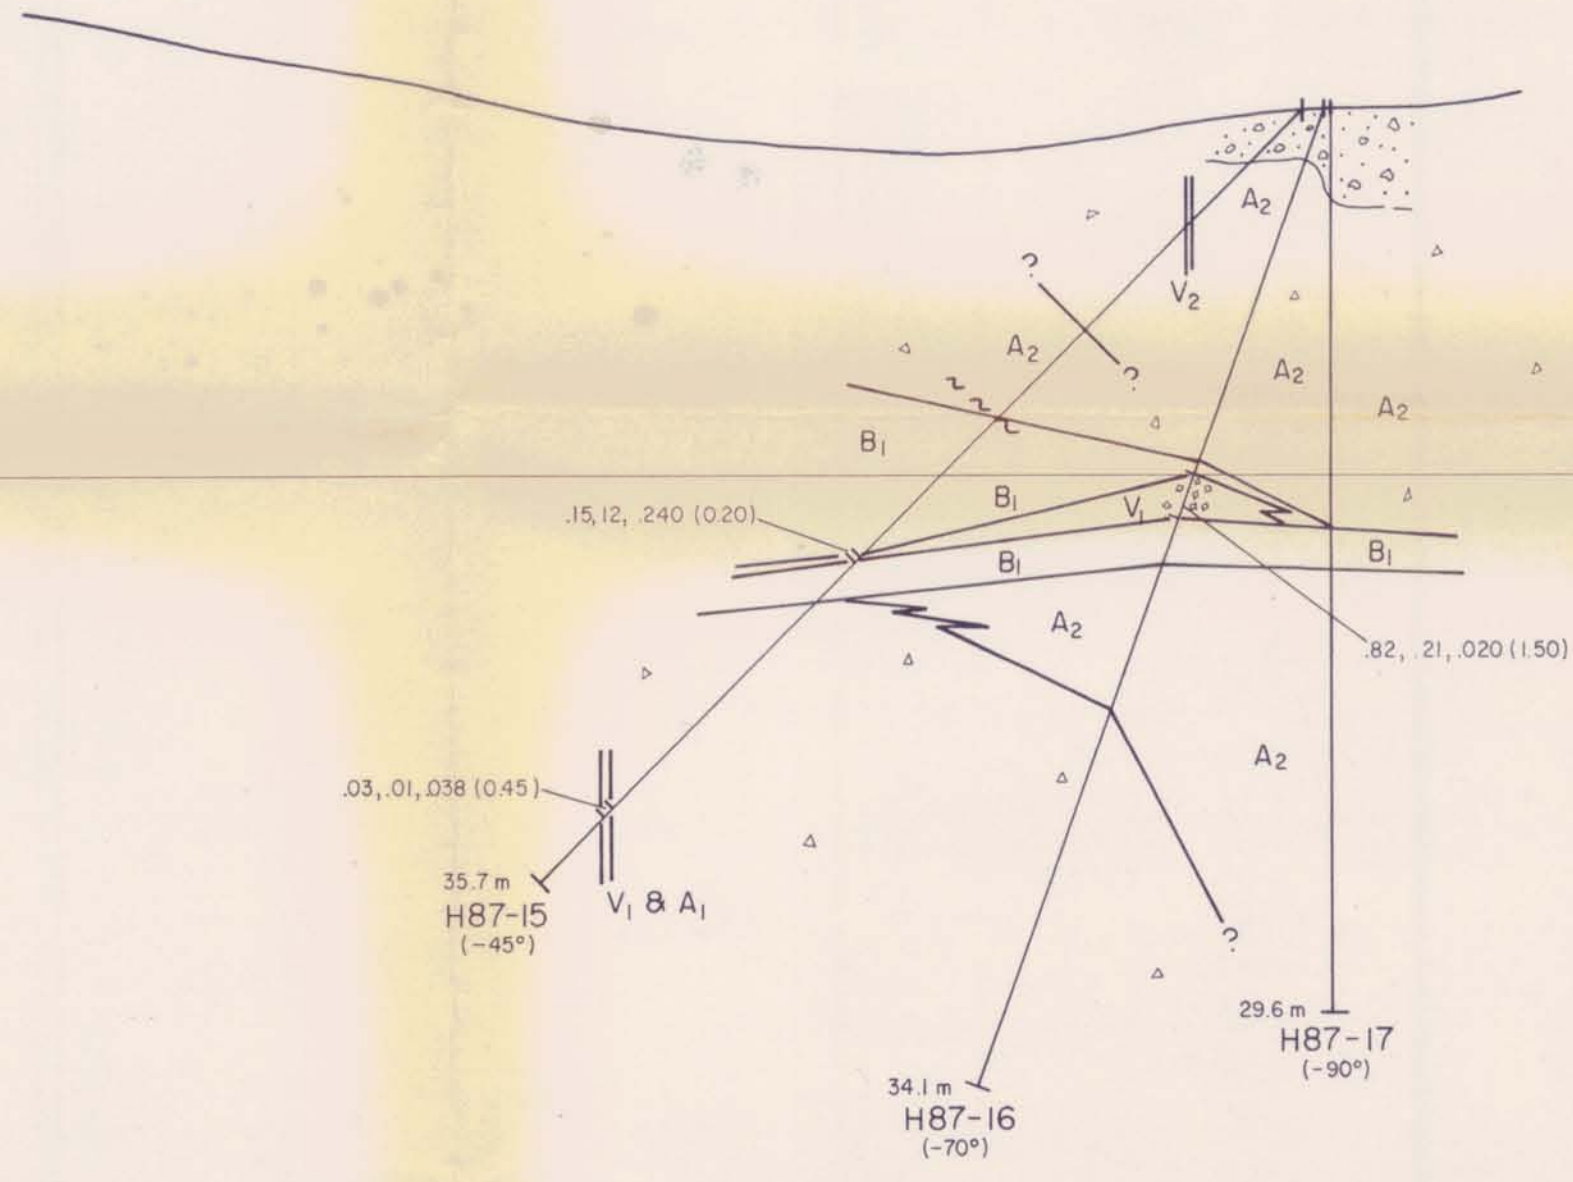 A2
V2
?
A2
?
A2
A2
B1
.15,12, .240 (0.20)
B1
V1
B1
B1
A2
.82, .21, .020 (1.50)
A2
.03,.01,.038 (0.45)
35.7 m
H87-15
(-45°)
V1 & A1
?
29.6 m
H87-17
(-90°)
34.1 m
H87-16
(-70°)